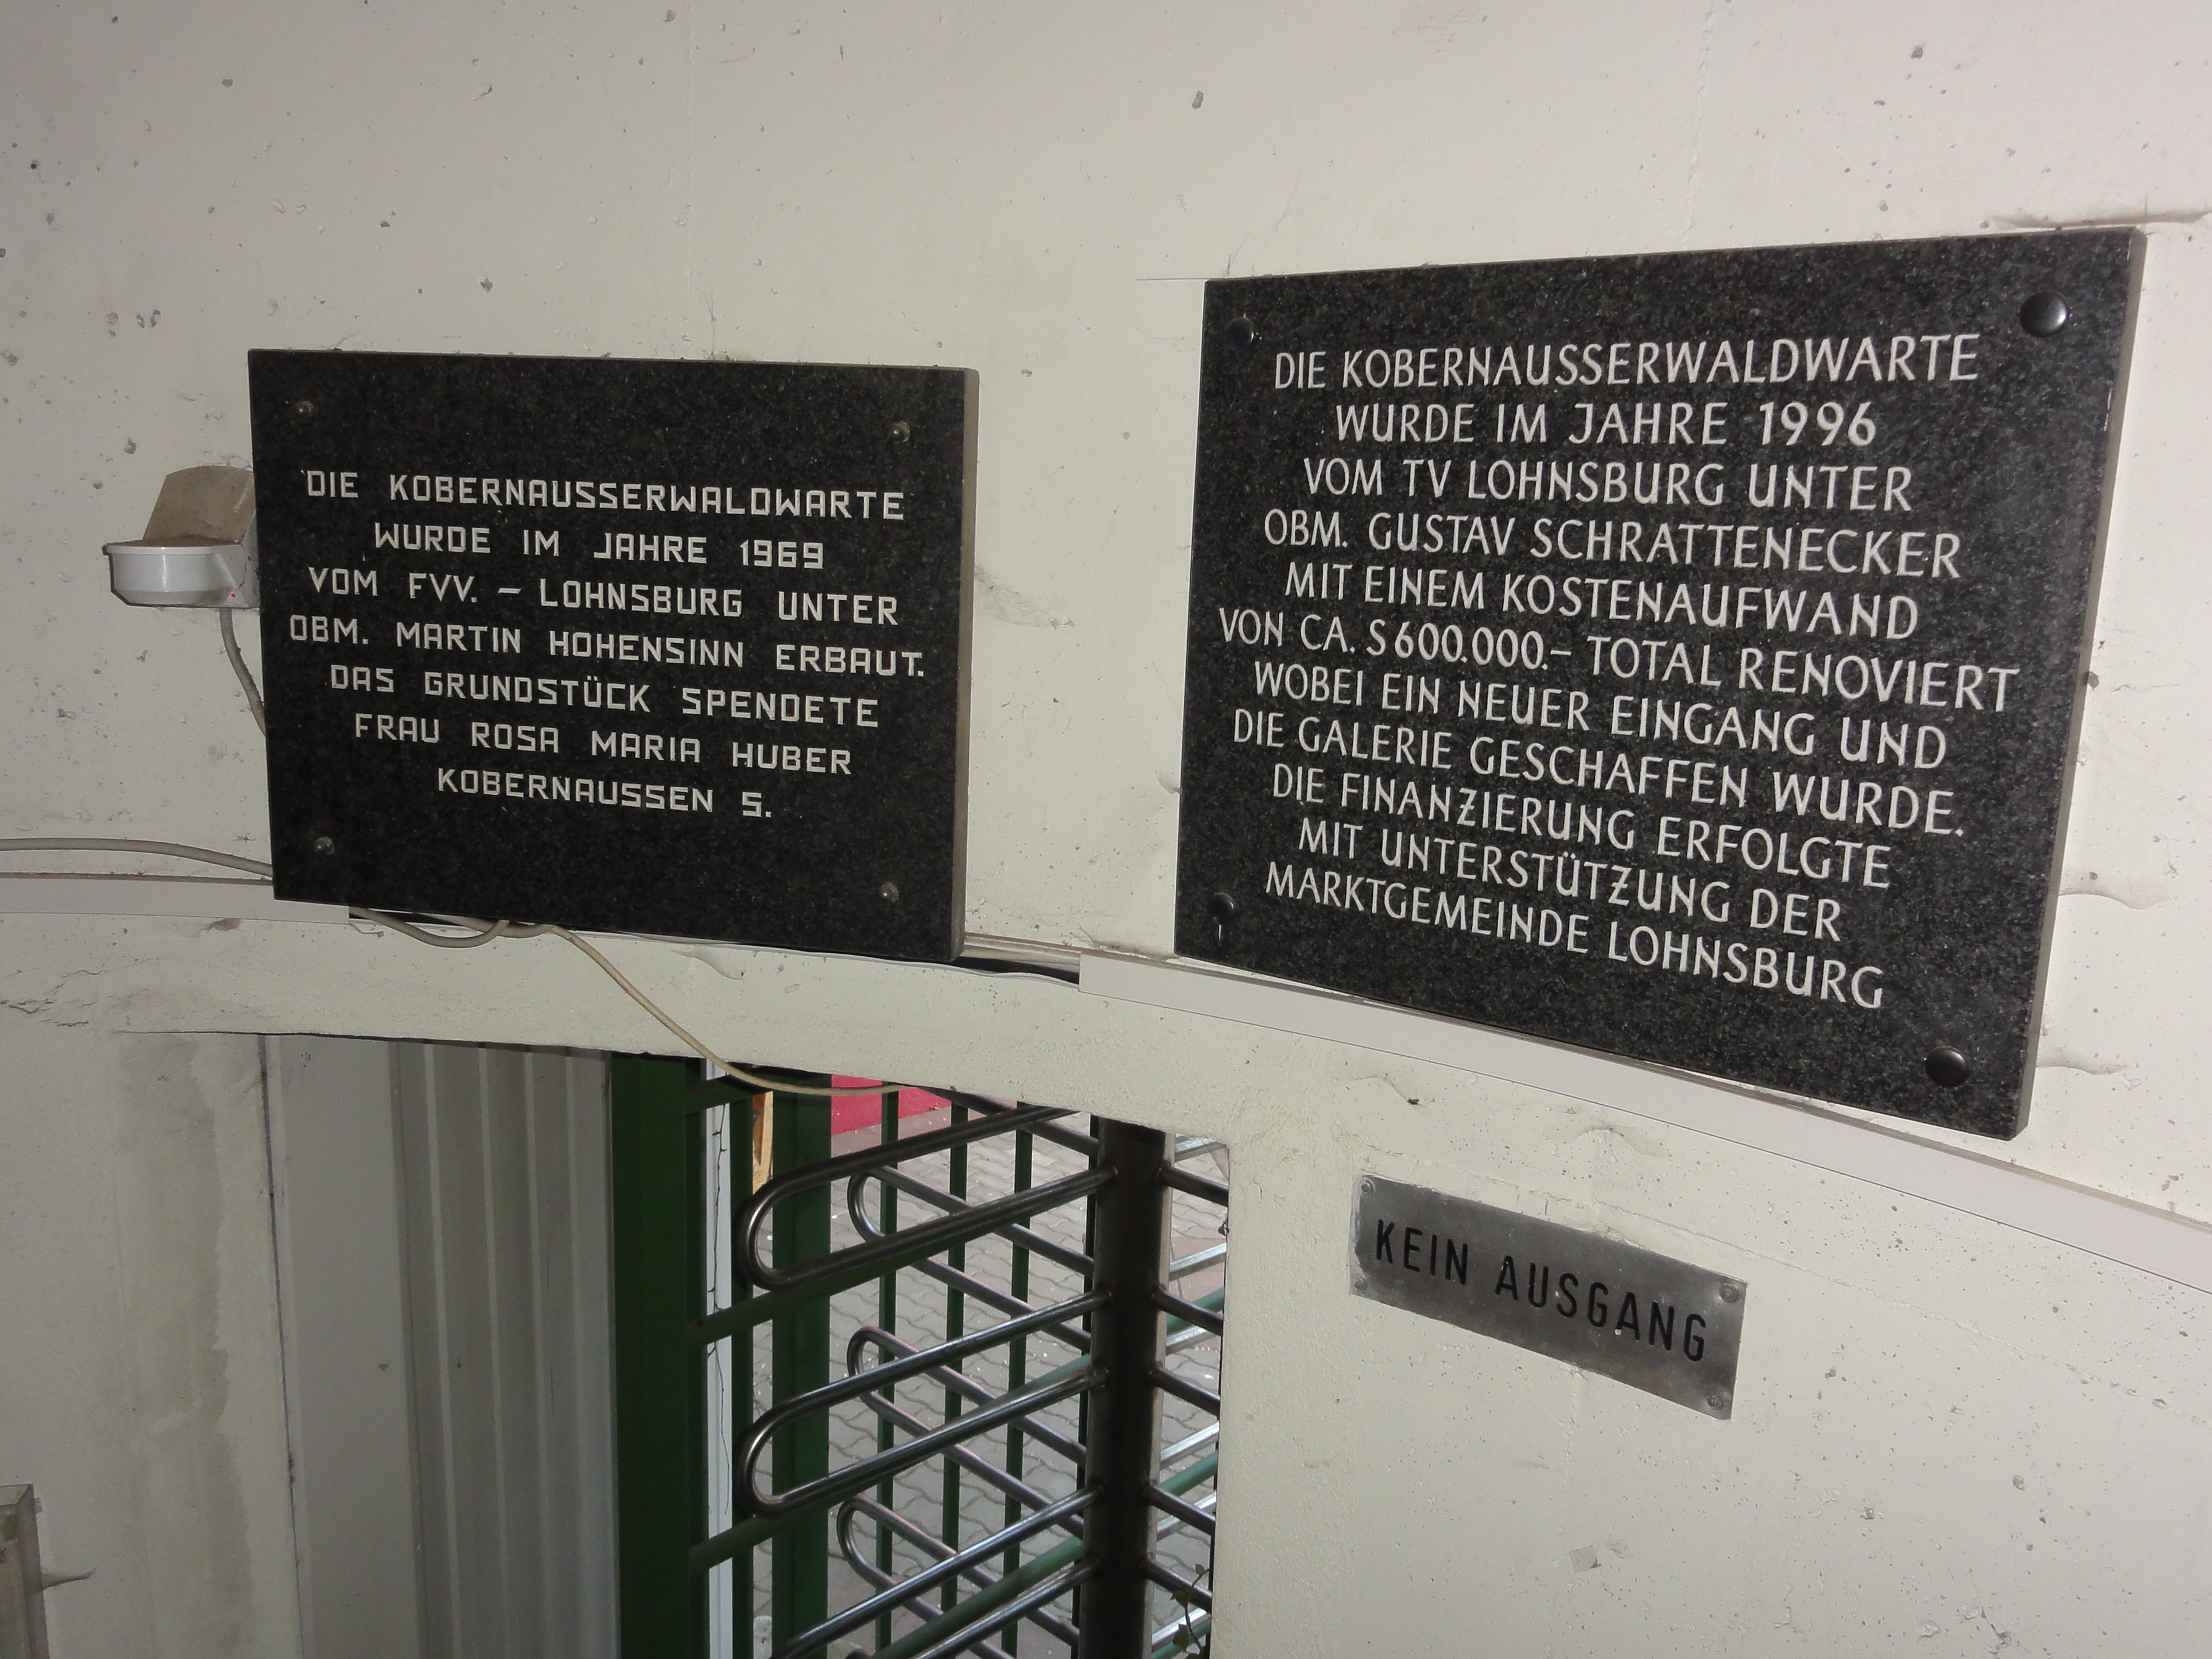 DIE KOBERNAUSSERWALDWARTE
WURDE IM JAHRE 1969
VOM FVV. – LOHNSBURG UNTER
OBM. MARTIN HOHENSINN ERBAUT.
DAS GRUNDSTÜCK SPENDETE
FRAU ROSA MARIA HUBER
KOBERNAUSSEN 5.
DIE KOBERNAUSSERWALDWARTE
WURDE IM JAHRE 1996
VOM TV LOHNSBURG UNTER
OBM. GUSTAV SCHRATTENECKER
MIT EINEM KOSTENAUFWAND
VON CA. S 600.000.– TOTAL RENOVIERT
WOBEI EIN NEUER EINGANG UND
DIE GALERIE GESCHAFFEN WURDE.
DIE FINANZIERUNG ERFOLGTE
MIT UNTERSTÜTZUNG DER
MARKTGEMEINDE LOHNSBURG
KEIN AUSGANG